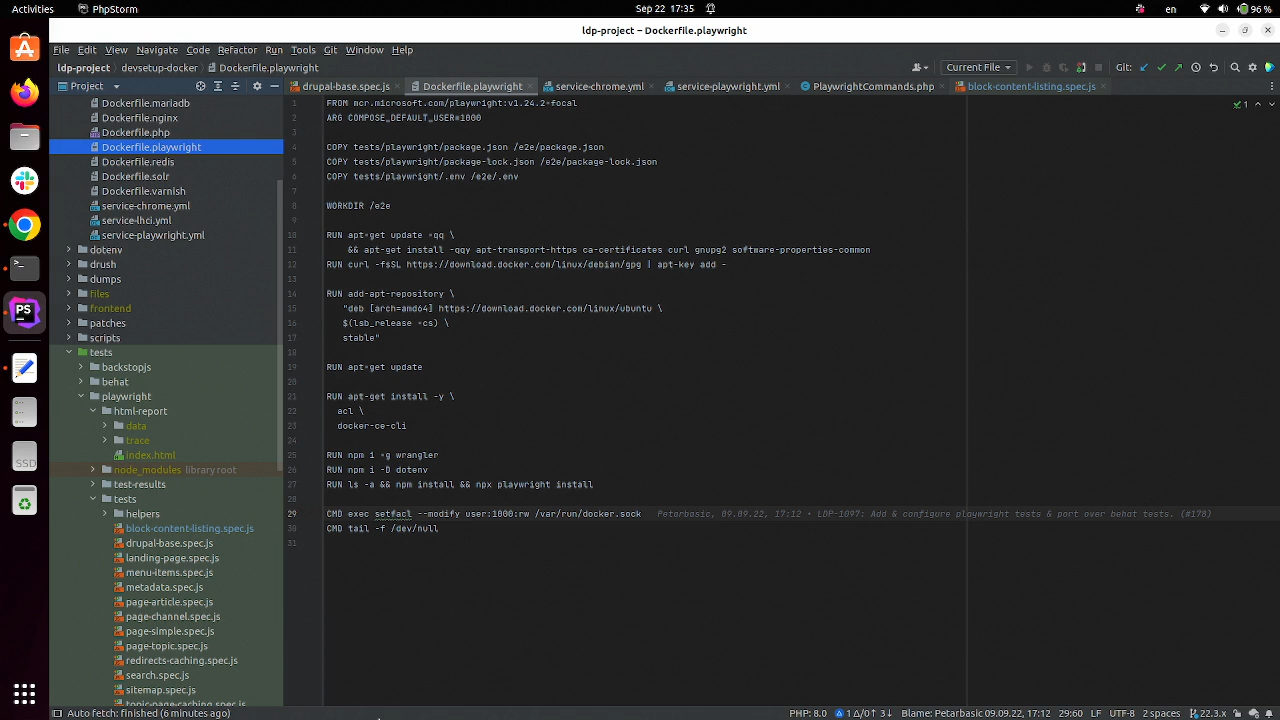 Activities
PhpStorm
Sep 22 17:35
en
96 %
ldp-project – Dockerfile.playwright
File Edit View Navigate Code Refactor Run Tools Git Window Help
ldp-project
devsetup-docker
Dockerfile.playwright
Current File
Git:
Project
drupal-base.spec.js
Dockerfile.playwright
service-chrome.yml
service-playwright.yml
PlaywrightCommands.php
block-content-listing.spec.js
Dockerfile.mariadb
Dockerfile.nginx
Dockerfile.php
Dockerfile.playwright
Dockerfile.redis
Dockerfile.solr
Dockerfile.varnish
service-chrome.yml
service-lhci.yml
service-playwright.yml
dotenv
drush
dumps
files
frontend
patches
scripts
tests
backstopjs
behat
playwright
html-report
data
trace
index.html
node_modules library root
test-results
tests
helpers
block-content-listing.spec.js
drupal-base.spec.js
landing-page.spec.js
menu-items.spec.js
metadata.spec.js
page-article.spec.js
page-channel.spec.js
page-simple.spec.js
page-topic.spec.js
redirects-caching.spec.js
search.spec.js
sitemap.spec.js
topic-page-caching.spec.js
1 FROM mcr.microsoft.com/playwright:v1.24.2-focal
2 ARG COMPOSE_DEFAULT_USER=1000
3
4 COPY tests/playwright/package.json /e2e/package.json
5 COPY tests/playwright/package-lock.json /e2e/package-lock.json
6 COPY tests/playwright/.env /e2e/.env
7
8 WORKDIR /e2e
9
10 RUN apt-get update -qq \
11 && apt-get install -qqy apt-transport-https ca-certificates curl gnupg2 software-properties-common
12 RUN curl -fsSL https://download.docker.com/linux/debian/gpg | apt-key add -
13
14 RUN add-apt-repository \
15 "deb [arch=amd64] https://download.docker.com/linux/ubuntu \
16 $(lsb_release -cs) \
17 stable"
18
19 RUN apt-get update
20
21 RUN apt-get install -y \
22 acl \
23 docker-ce-cli
24
25 RUN npm i -g wrangler
26 RUN npm i -D dotenv
27 RUN ls -a && npm install && npx playwright install
28
29 CMD exec setfacl --modify user:1000:rw /var/run/docker.sock Petarbasic, 09.09.22, 17:12 • LDP-1097: Add & configure playwright tests & port over behat tests. (#178)
30 CMD tail -f /dev/null
31
1
PS
SSD
Auto fetch: finished (6 minutes ago)
PHP: 8.0
1 Δ/0↑ 3↓
Blame: Petarbasic 09.09.22, 17:12
29:60
LF
UTF-8
2 spaces
22.3.x